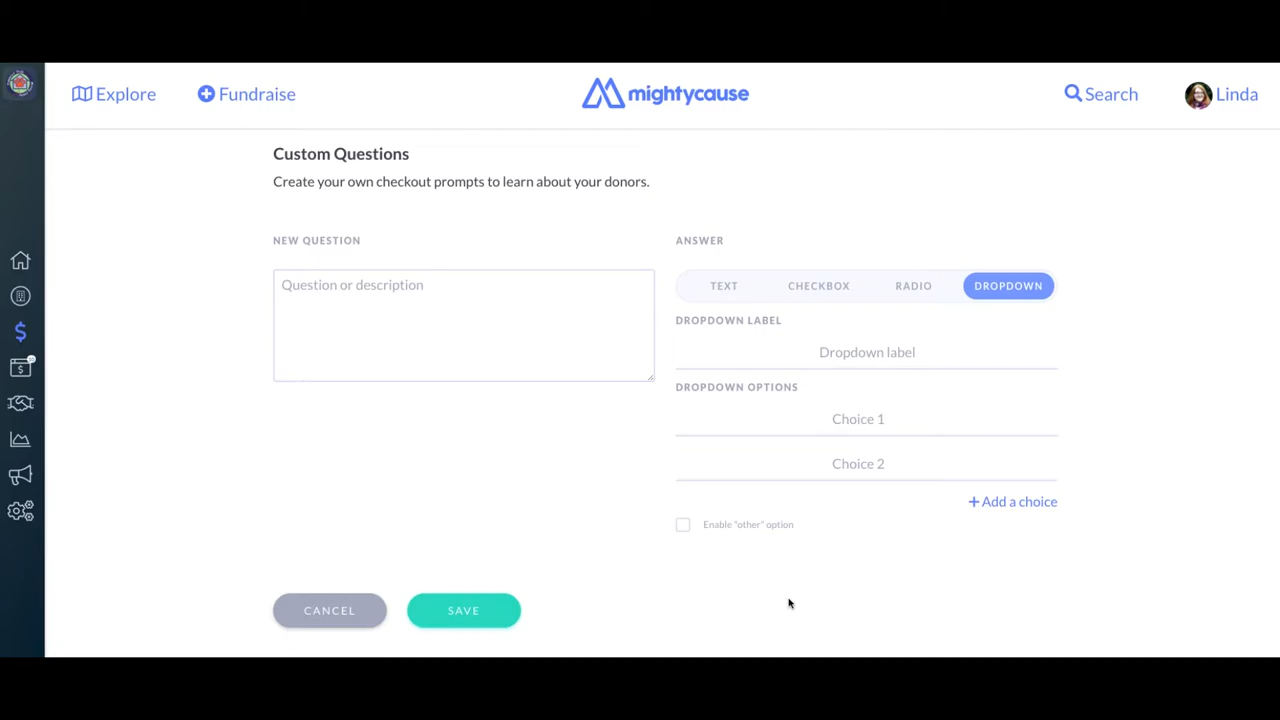 Explore
Fundraise
mightycause
Search
Linda
Custom Questions
Create your own checkout prompts to learn about your donors.
NEW QUESTION
Question or description
ANSWER
TEXT CHECKBOX RADIO DROPDOWN
DROPDOWN LABEL
Dropdown label
DROPDOWN OPTIONS
Choice 1
Choice 2
+ Add a choice
Enable "other" option
CANCEL
SAVE